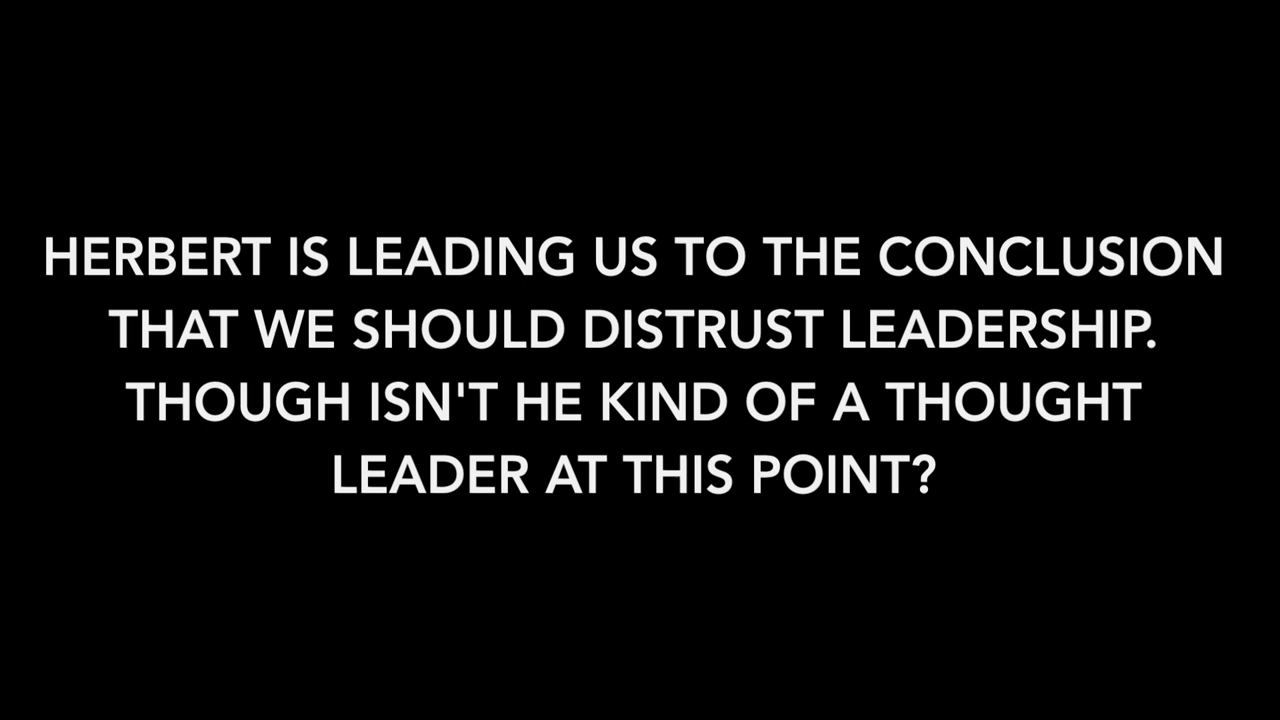 HERBERT IS LEADING US TO THE CONCLUSION
THAT WE SHOULD DISTRUST LEADERSHIP.
THOUGH ISN'T HE KIND OF A THOUGHT
LEADER AT THIS POINT?